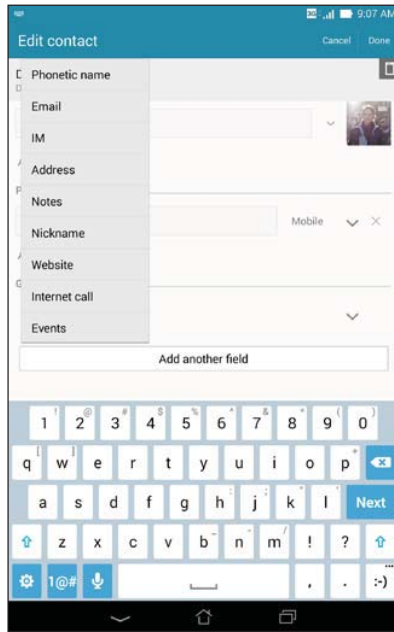 3G 9:07 AM
Edit contact Cancel Done
Phonetic name
Email
IM
Address
Notes
Nickname
Website
Internet call
Events
Mobile
Add another field
1 ! 2 @ 3 # 4 $ 5 % 6 ^ 7 & 8 * 9 ( 0 )
q [ w ] e r t y u i o p +
a s d f g h : j ; k " l '
Next
z x c v b - n _ m / ! ?
1@# , . ... :-)